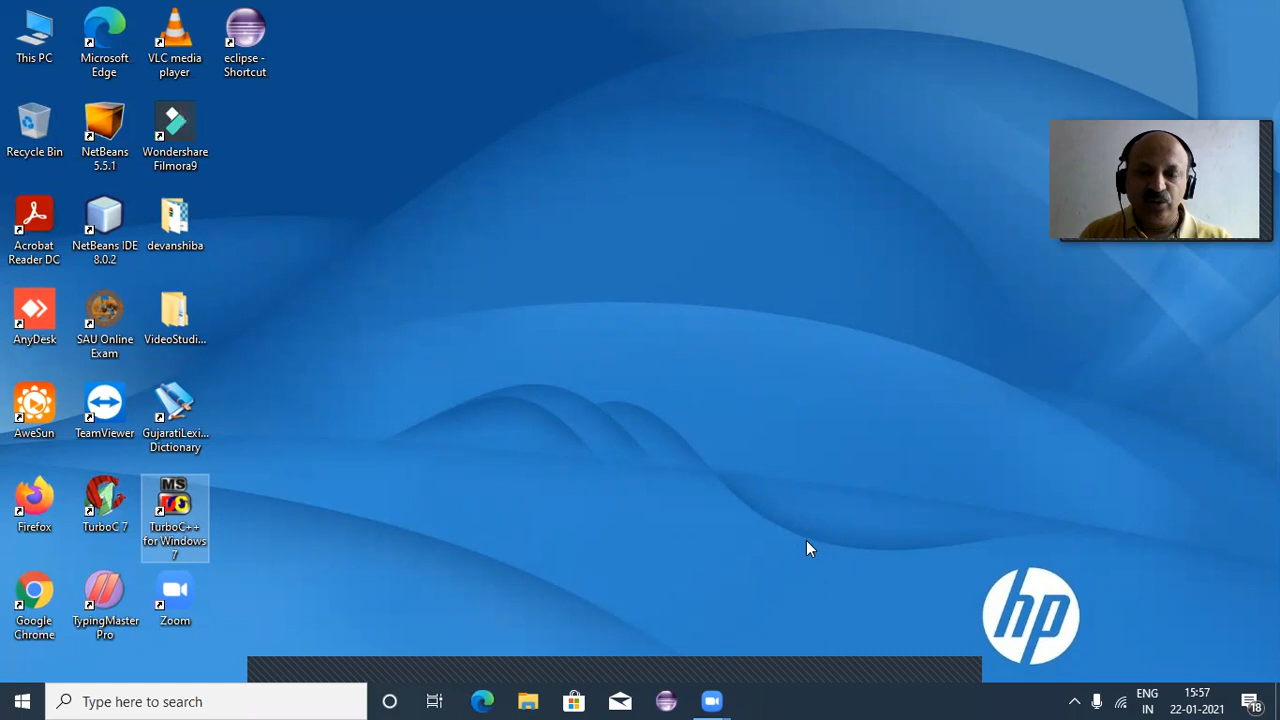 This PC
Microsoft
Edge
VLC media
player
eclipse -
Shortcut
Recycle Bin
NetBeans
5.5.1
Wondershare
Filmora9
Acrobat
Reader DC
NetBeans IDE
8.0.2
devanshiba
AnyDesk
SAU Online
Exam
VideoStudi...
AweSun
TeamViewer
GujaratiLexi...
Dictionary
Firefox
TurboC 7
MS
TurboC++
for Windows
7
Google
Chrome
TypingMaster
Pro
Zoom
hp
Type here to search
ENG
IN
15:57
22-01-2021
18